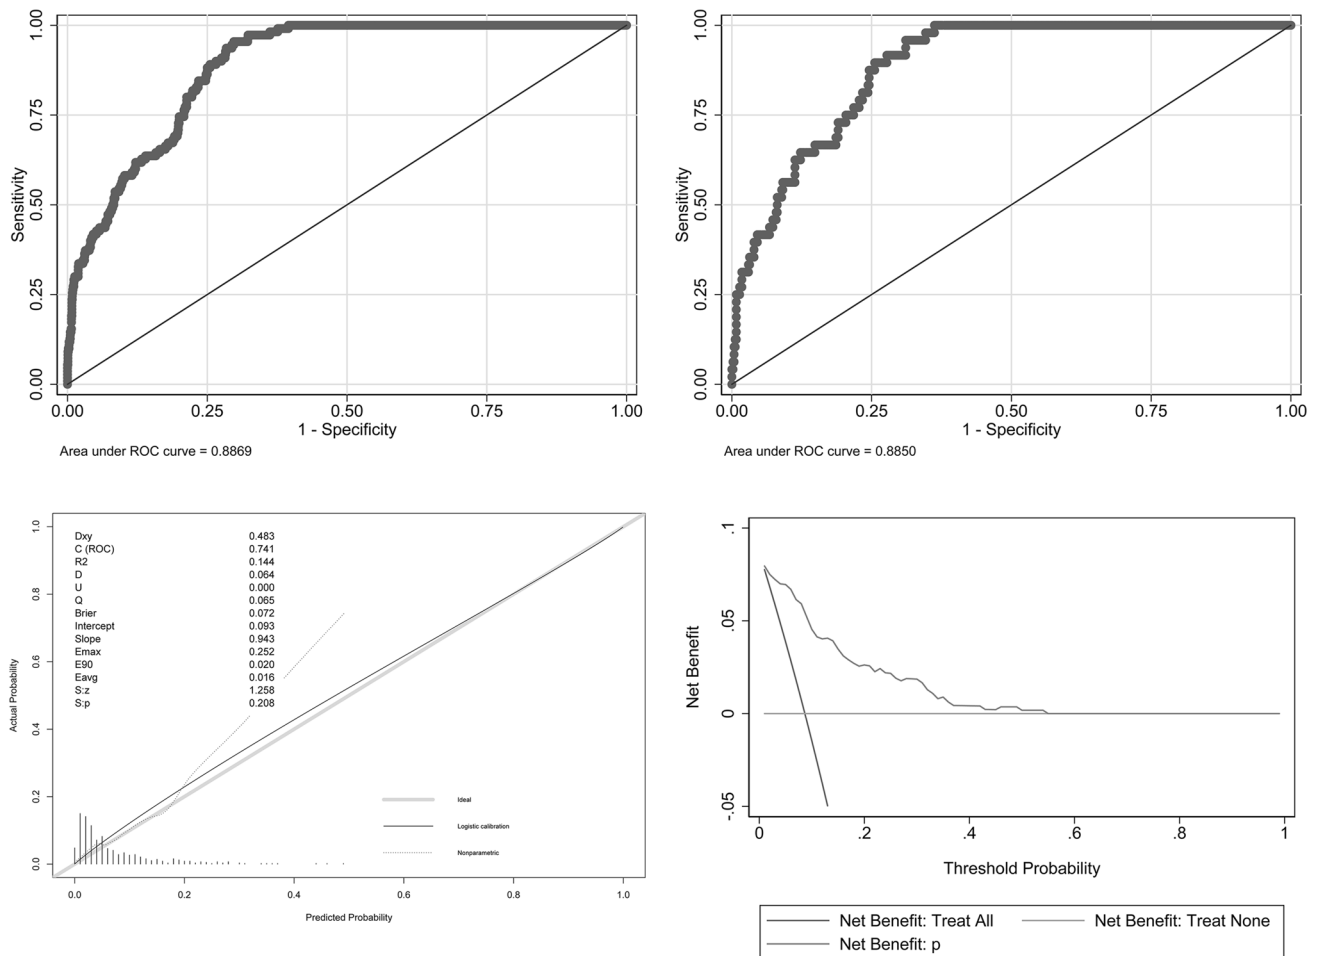 1.00
0.75
0.50
0.25
0.00
Sensitivity
0.00 0.25 0.50 0.75 1.00
1 - Specificity
Area under ROC curve = 0.8869
1.00
0.75
0.50
0.25
0.00
Sensitivity
0.00 0.25 0.50 0.75 1.00
1 - Specificity
Area under ROC curve = 0.8850
1.0
0.8
0.6
0.4
0.2
0.0
Actual Probability
Dxy 0.483
C (ROC) 0.741
R2 0.144
D 0.064
U 0.000
Q 0.065
Brier 0.072
Intercept 0.093
Slope 0.943
Emax 0.252
E90 0.020
Eavg 0.016
S:z 1.258
S:p 0.208
Ideal
Logistic calibration
Nonparametric
0.0 0.2 0.4 0.6 0.8 1.0
Predicted Probability
.1
.05
0
-.05
Net Benefit
0 .2 .4 .6 .8 1
Threshold Probability
Net Benefit: Treat All Net Benefit: Treat None
Net Benefit: p